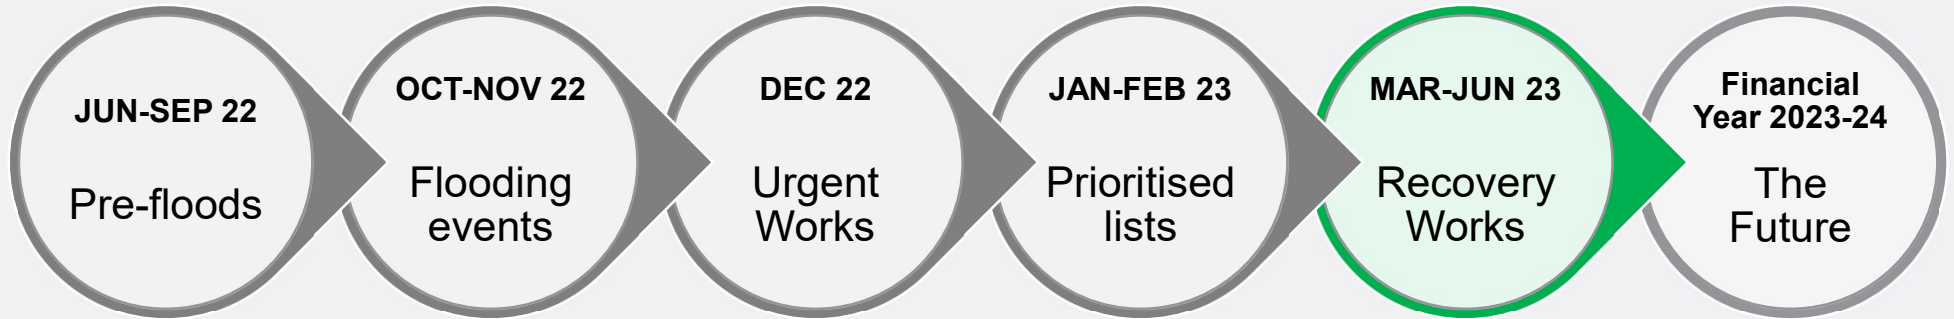 JUN-SEP 22
Pre-floods
OCT-NOV 22
Flooding
events
DEC 22
Urgent
Works
JAN-FEB 23
Prioritised
lists
MAR-JUN 23
Recovery
Works
Financial
Year 2023-24
The
Future